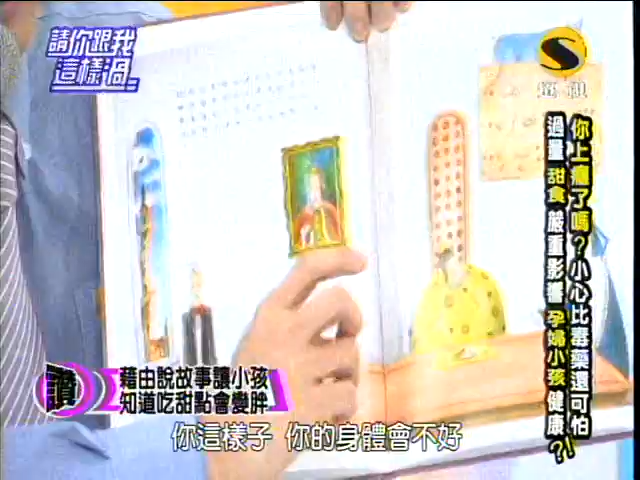 請你跟我
這樣過
你上癮了嗎?小心比毒藥還可怕
過量甜食嚴重影響孕婦小孩健康?!
讚
藉由說故事讓小孩
知道吃甜點會變胖
你這樣子 你的身體會不好